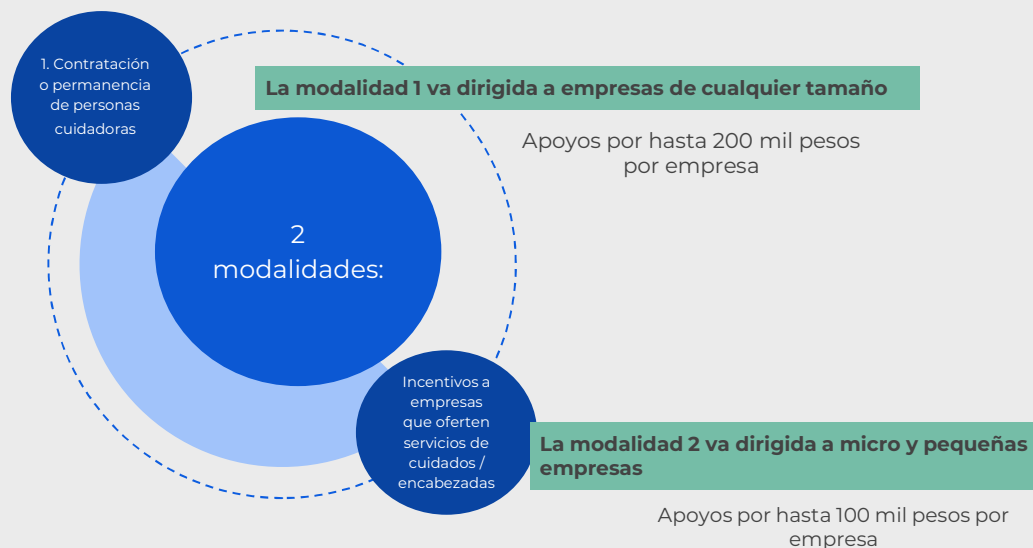 1. Contratación
o permanencia
de personas
cuidadoras
La modalidad 1 va dirigida a empresas de cualquier tamaño
Apoyos por hasta 200 mil pesos
por empresa
2
modalidades:
Incentivos a
empresas
que oferten
servicios de
cuidados /
encabezadas
La modalidad 2 va dirigida a micro y pequeñas
empresas
Apoyos por hasta 100 mil pesos por
empresa